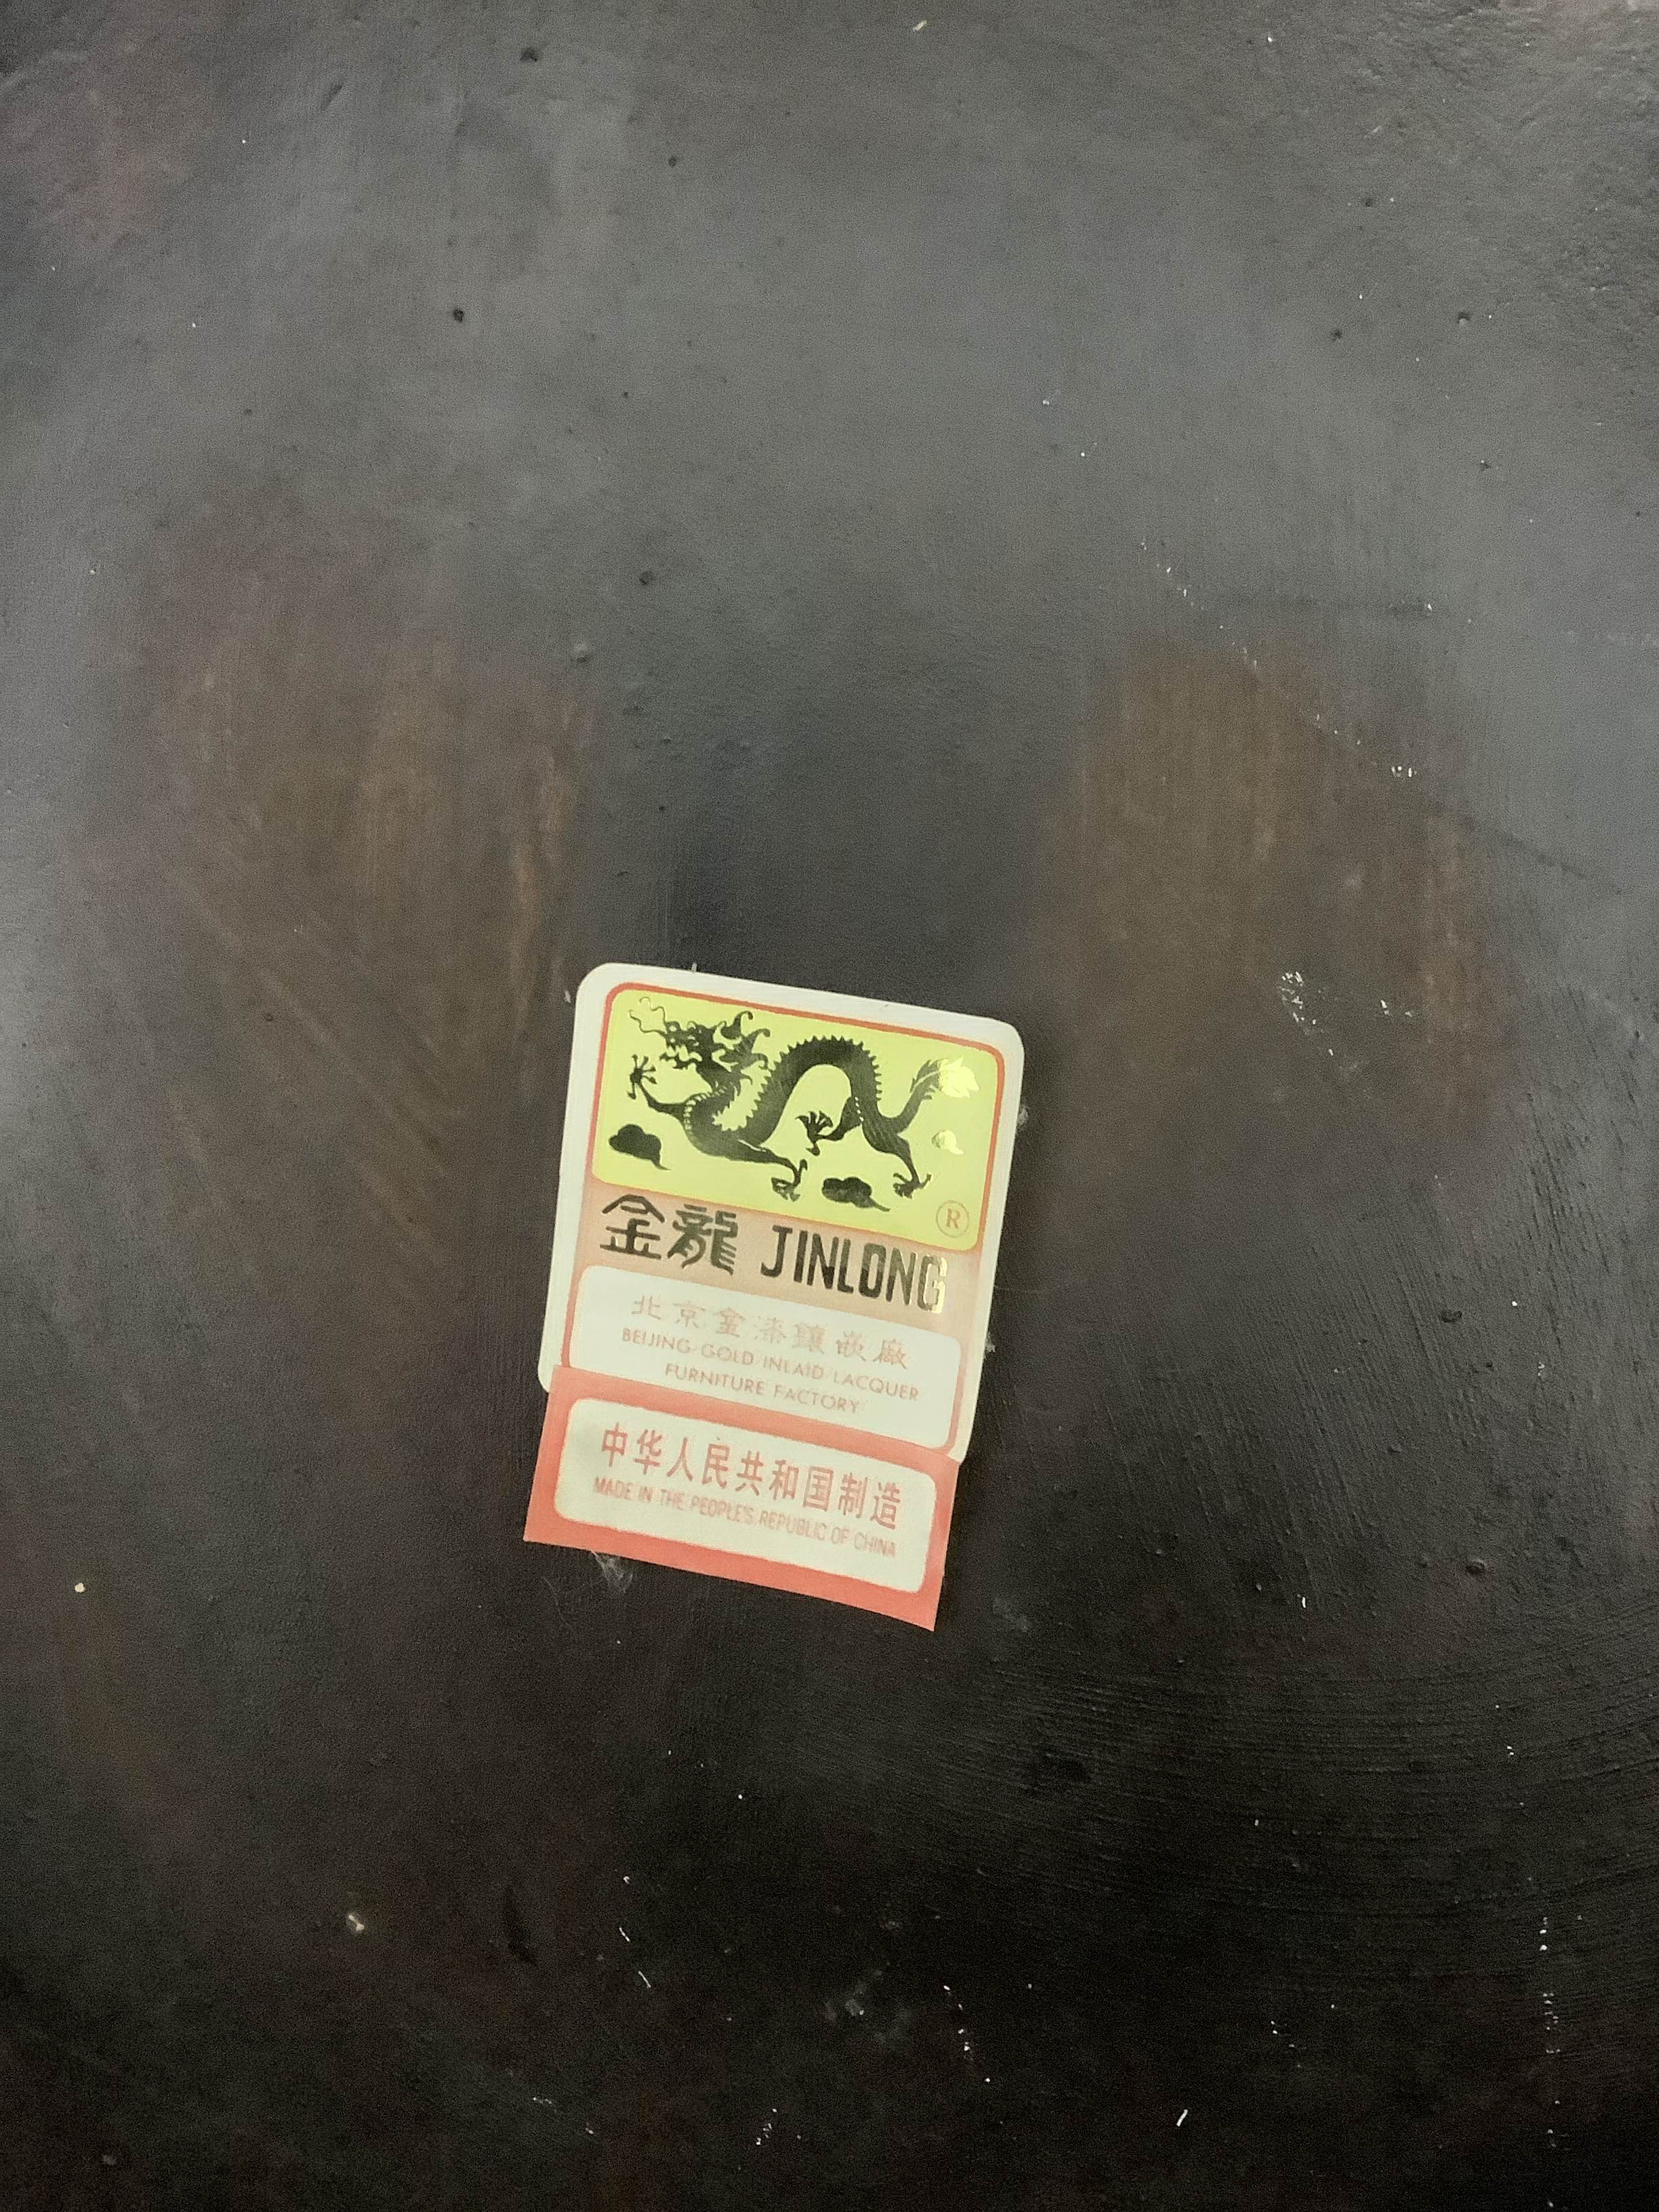 ®
金龍 JINLONG
北京金漆鑲嵌廠
BEIJING GOLD INLAID LACQUER
FURNITURE FACTORY
中华人民共和国制造
MADE IN THE PEOPLE'S REPUBLIC OF CHINA